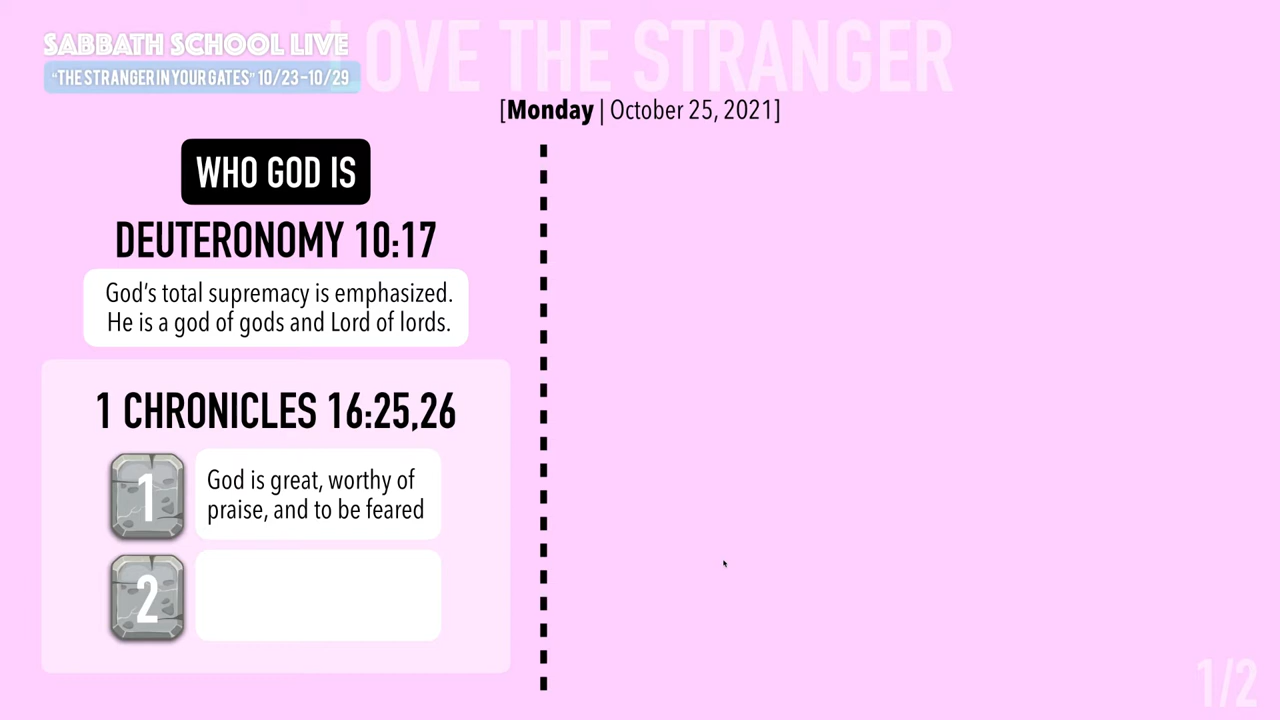 LOVE THE STRANGER
SABBATH SCHOOL LIVE
"THE STRANGER IN YOUR GATES" 10/23-10/29
[Monday | October 25, 2021]
WHO GOD IS
DEUTERONOMY 10:17
God's total supremacy is emphasized.
He is a god of gods and Lord of lords.
1 CHRONICLES 16:25,26
1
God is great, worthy of
praise, and to be feared
2
1/2